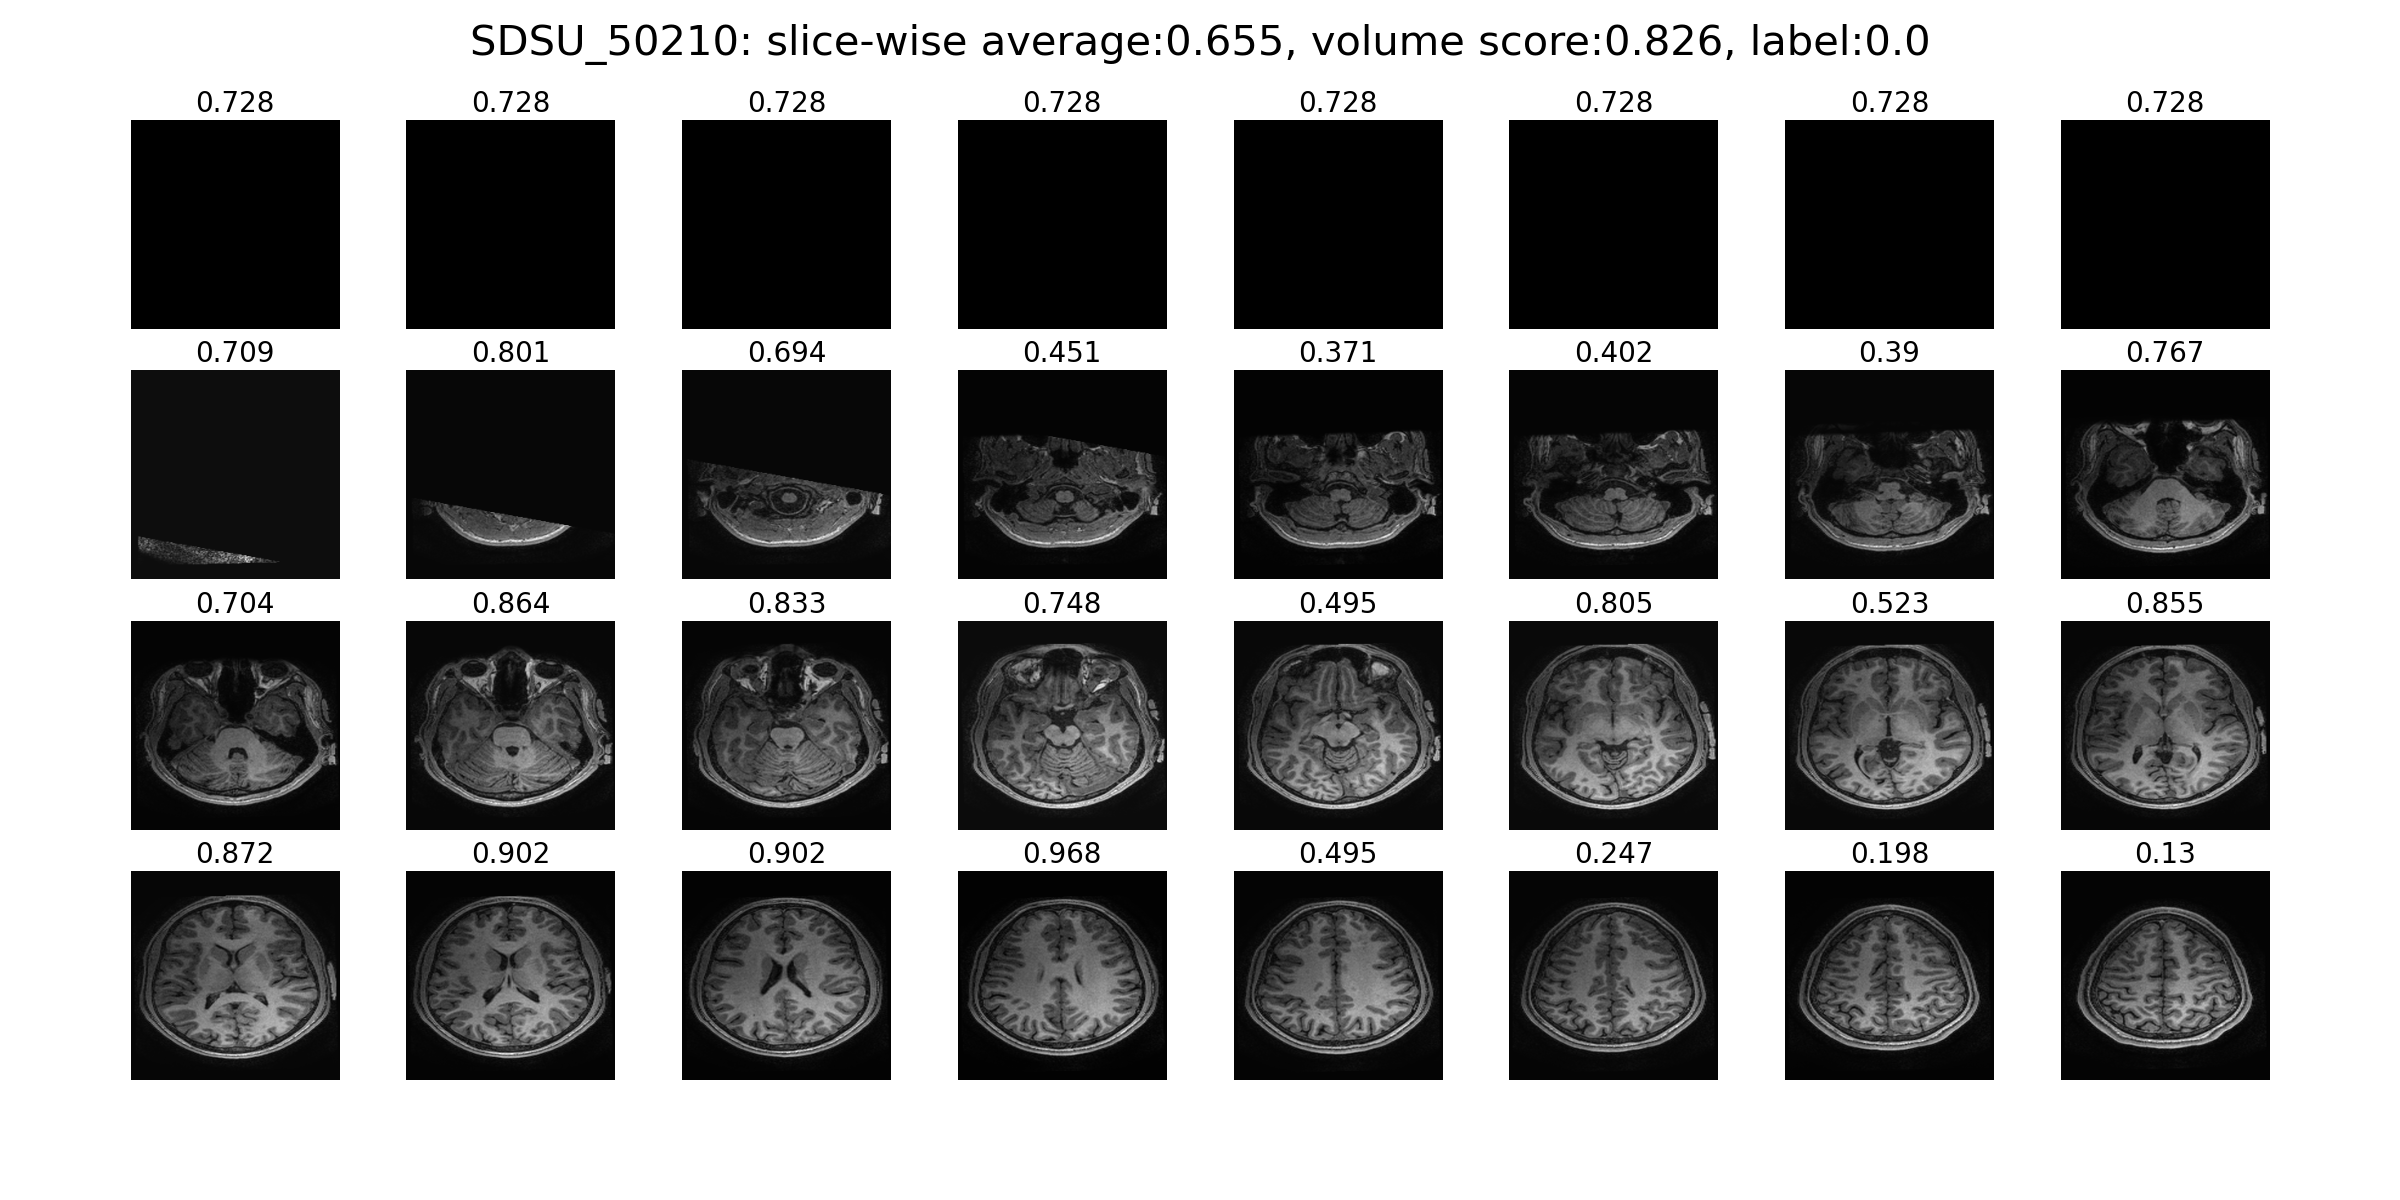 SDSU_50210: slice-wise average:0.655, volume score:0.826, label:0.0
0.728 0.728 0.728 0.728 0.728 0.728 0.728 0.728
0.709 0.801 0.694 0.451 0.371 0.402 0.39 0.767
0.704 0.864 0.833 0.748 0.495 0.805 0.523 0.855
0.872 0.902 0.902 0.968 0.495 0.247 0.198 0.13